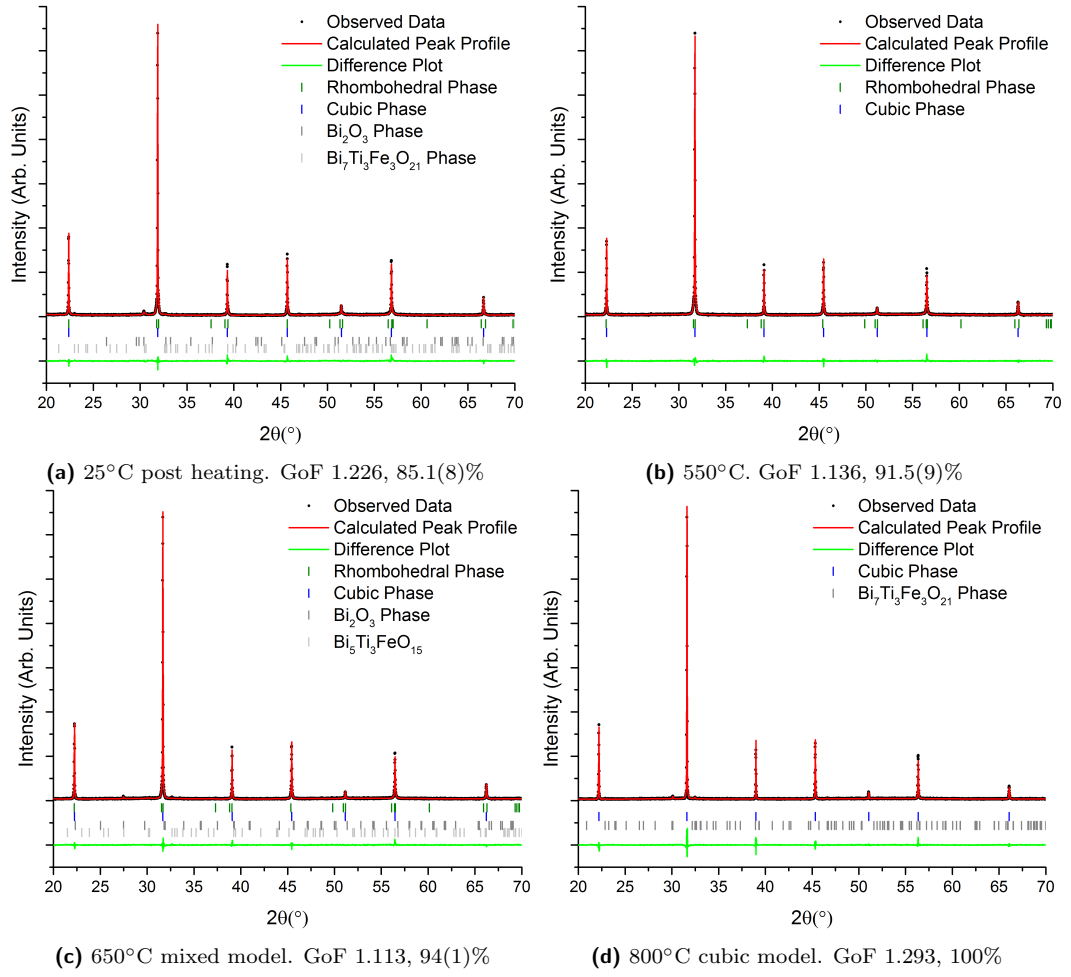 Observed Data
Calculated Peak Profile
Difference Plot
Rhombohedral Phase
Cubic Phase
Bi₂O₃ Phase
Bi₇Ti₃Fe₃O₂₁ Phase
Intensity (Arb. Units)
20 25 30 35 40 45 50 55 60 65 70
2θ(°)
(a) 25°C post heating. GoF 1.226, 85.1(8)%
Observed Data
Calculated Peak Profile
Difference Plot
Rhombohedral Phase
Cubic Phase
Intensity (Arb. Units)
20 25 30 35 40 45 50 55 60 65 70
2θ(°)
(b) 550°C. GoF 1.136, 91.5(9)%
Observed Data
Calculated Peak Profile
Difference Plot
Rhombohedral Phase
Cubic Phase
Bi₂O₃ Phase
Bi₅Ti₃FeO₁₅
Intensity (Arb. Units)
20 25 30 35 40 45 50 55 60 65 70
2θ(°)
(c) 650°C mixed model. GoF 1.113, 94(1)%
Observed Data
Calculated Peak Profile
Difference Plot
Cubic Phase
Bi₇Ti₃Fe₃O₂₁ Phase
Intensity (Arb. Units)
20 25 30 35 40 45 50 55 60 65 70
2θ(°)
(d) 800°C cubic model. GoF 1.293, 100%